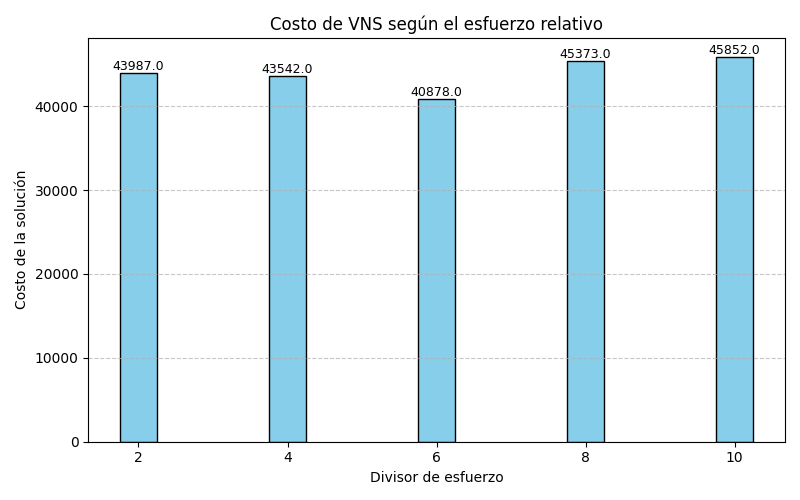 Costo de VNS según el esfuerzo relativo
43987.0
43542.0
40878.0
45373.0
45852.0
Costo de la solución
40000
30000
20000
10000
0
2 4 6 8 10
Divisor de esfuerzo